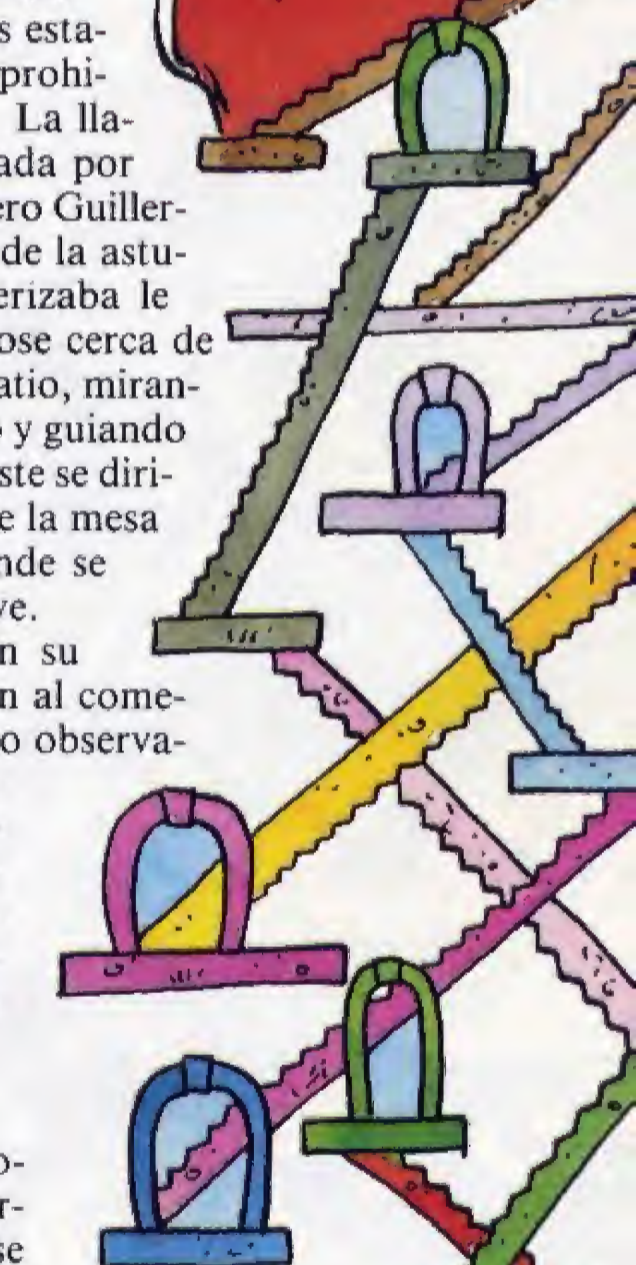 s esta-
prohi-
La lla-
ada por
ero Guiller-
de la astu-
erizaba le
ose cerca de
atio, miran-
y guiando
ste se diri-
e la mesa
nde se
ve.
n su
n al come-
o observa-
o-
r-
se